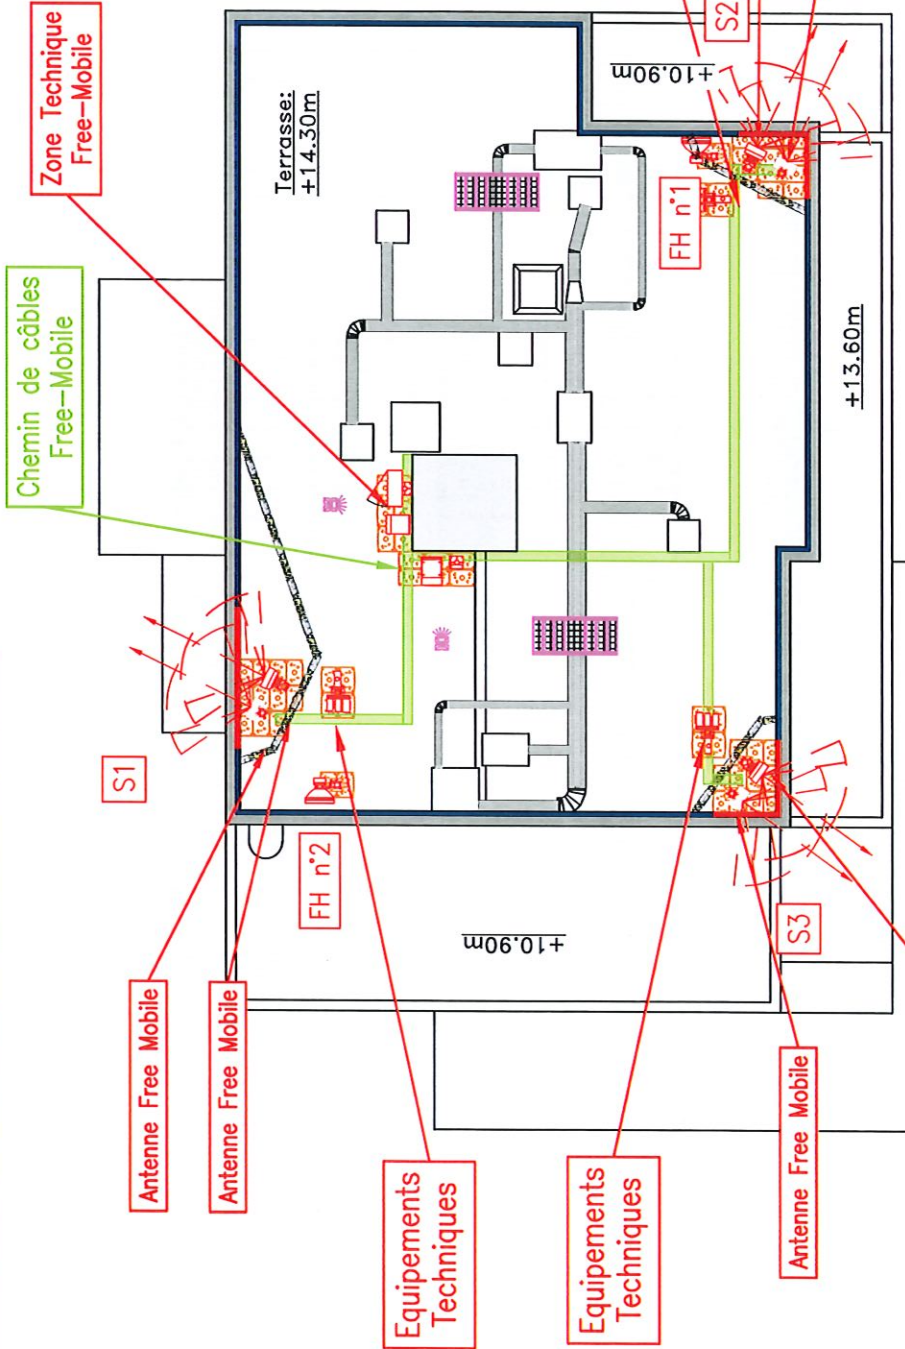 Zone Technique
Free-Mobile
Chemin de câbles
Free-Mobile
Terrasse:
+14.30m
+10.90m
S2
FH n°1
+13.60m
S1
FH n°2
+10.90m
S3
Antenne Free Mobile
Antenne Free Mobile
Equipements
Techniques
Equipements
Techniques
Antenne Free Mobile